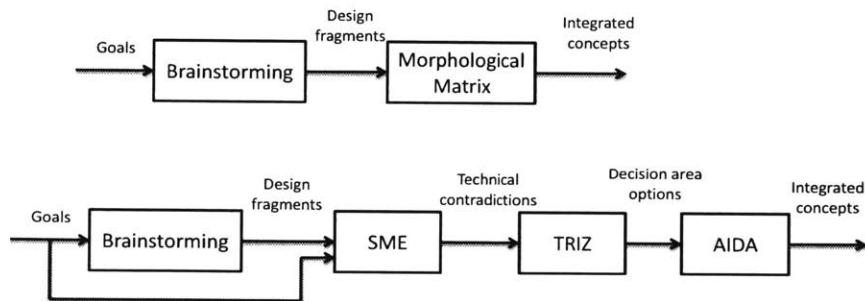 Goals
Brainstorming
Design
fragments
Morphological
Matrix
Integrated
concepts
Goals
Brainstorming
Design
fragments
SME
Technical
contradictions
TRIZ
Decision area
options
AIDA
Integrated
concepts